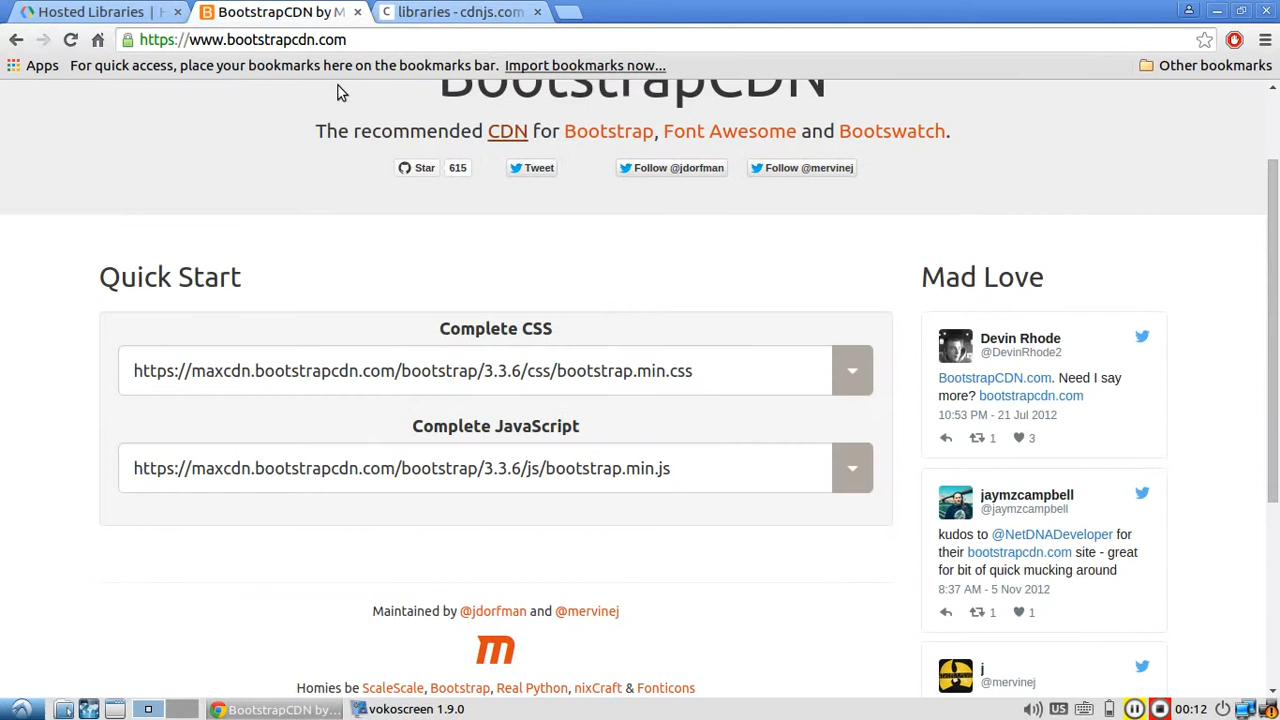 Hosted Libraries | H
BootstrapCDN by M
libraries - cdnjs.com
https://www.bootstrapcdn.com
Apps For quick access, place your bookmarks here on the bookmarks bar. Import bookmarks now... Other bookmarks
BootstrapCDN
The recommended CDN for Bootstrap, Font Awesome and Bootswatch.
Star 615 Tweet Follow @jdorfman Follow @mervinej
Quick Start
Complete CSS
https://maxcdn.bootstrapcdn.com/bootstrap/3.3.6/css/bootstrap.min.css
Complete JavaScript
https://maxcdn.bootstrapcdn.com/bootstrap/3.3.6/js/bootstrap.min.js
Maintained by @jdorfman and @mervinej
m
Homies be ScaleScale, Bootstrap, Real Python, nixCraft & Fonticons
Mad Love
Devin Rhode
@DevinRhode2
BootstrapCDN.com. Need I say
more? bootstrapcdn.com
10:53 PM - 21 Jul 2012
1 3
jaymzcampbell
@jaymzcampbell
kudos to @NetDNADeveloper for
their bootstrapcdn.com site - great
for bit of quick mucking around
8:37 AM - 5 Nov 2012
1 1
j
@mervinej
BootstrapCDN by... vokoscreen 1.9.0 US 00:12